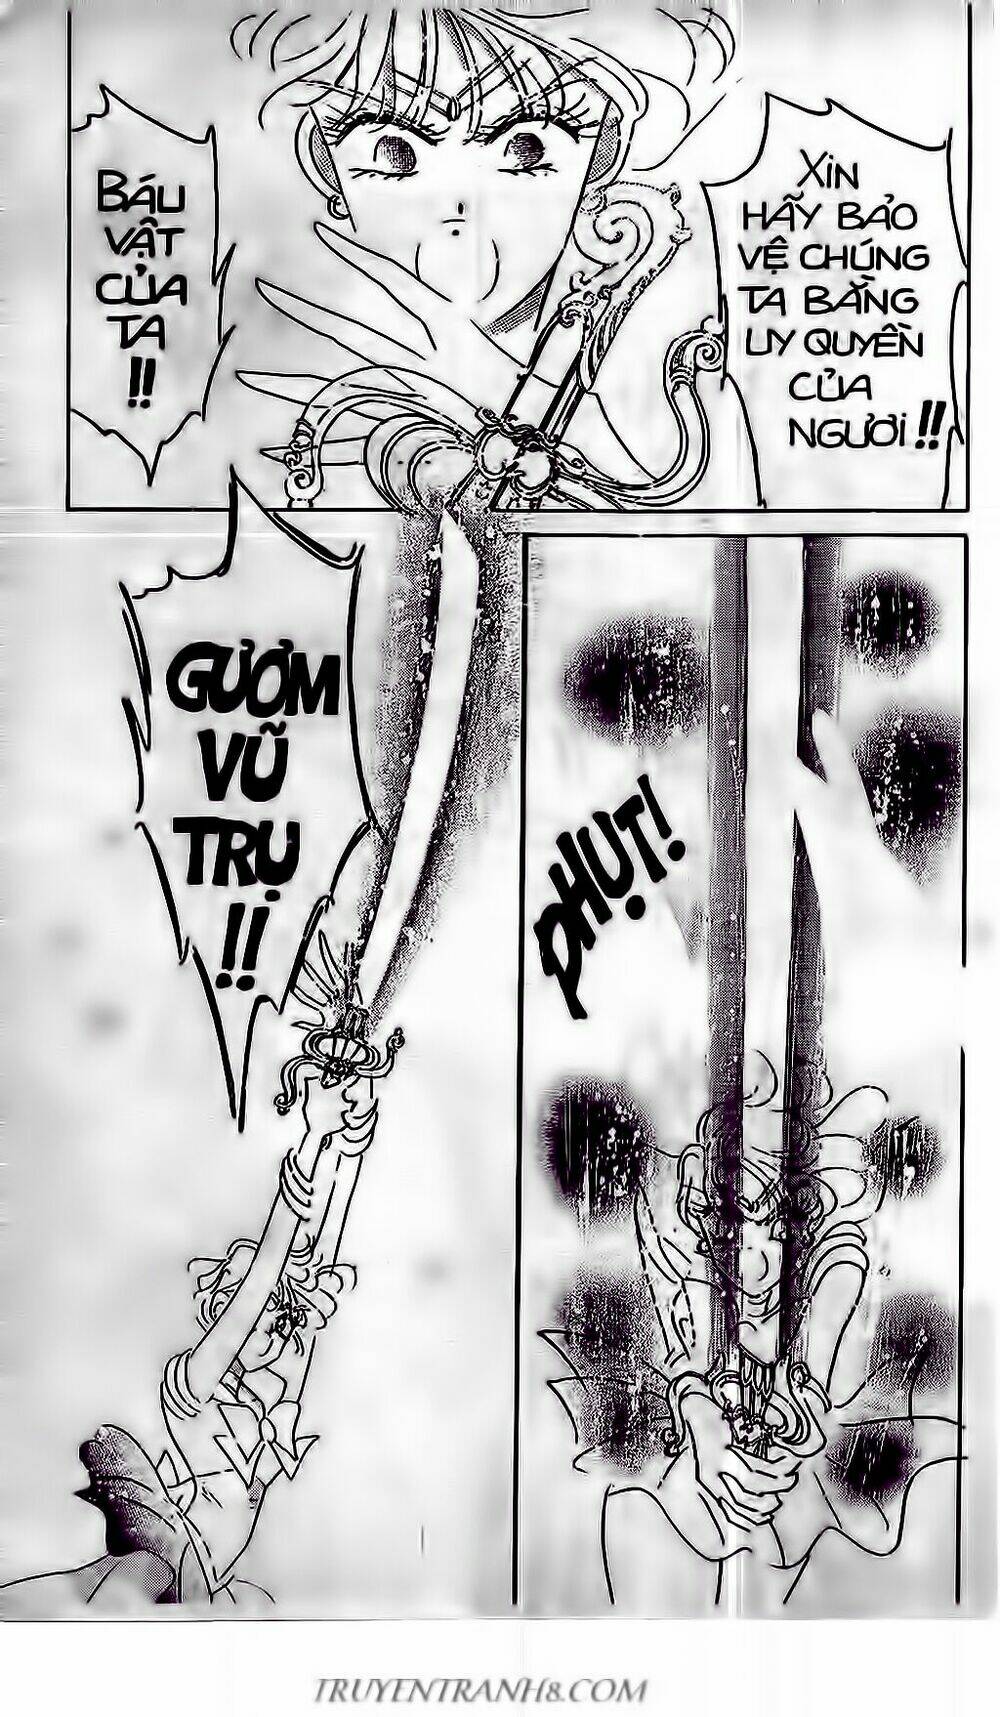 XIN
HÃY BẢO
VỆ CHÚNG
TA BẰNG
UY QUYỀN
CỦA
NGƯƠI!!
BÁU
VẬT
CỦA
TA
!!
PHỤT!
GƯƠM
VŨ
TRỤ
!!
TRUYENTRANH8.COM